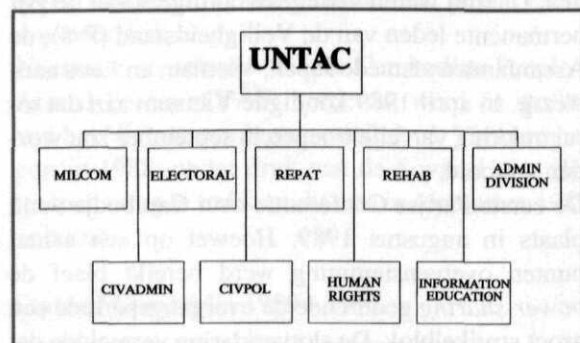 UNTAC
MILCOM
ELECTORAL
REPAT
REHAB
ADMIN
DIVISION
CIVADMIN
CIVPOL
HUMAN
RIGHTS
INFORMATION
EDUCATION